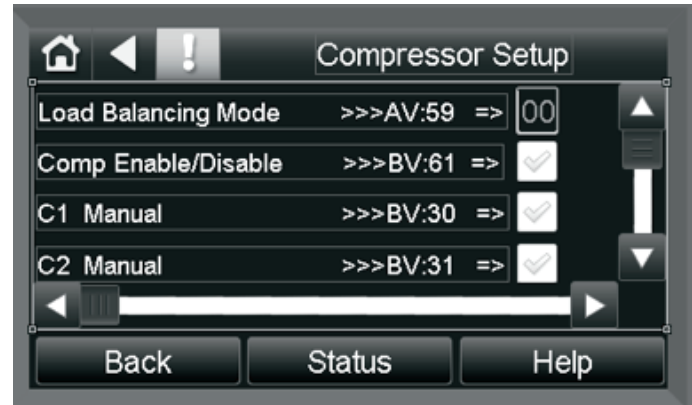 Compressor Setup
Load Balancing Mode >>>AV:59 => 00
Comp Enable/Disable >>>BV:61 =>
C1 Manual >>>BV:30 =>
C2 Manual >>>BV:31 =>
Back Status Help